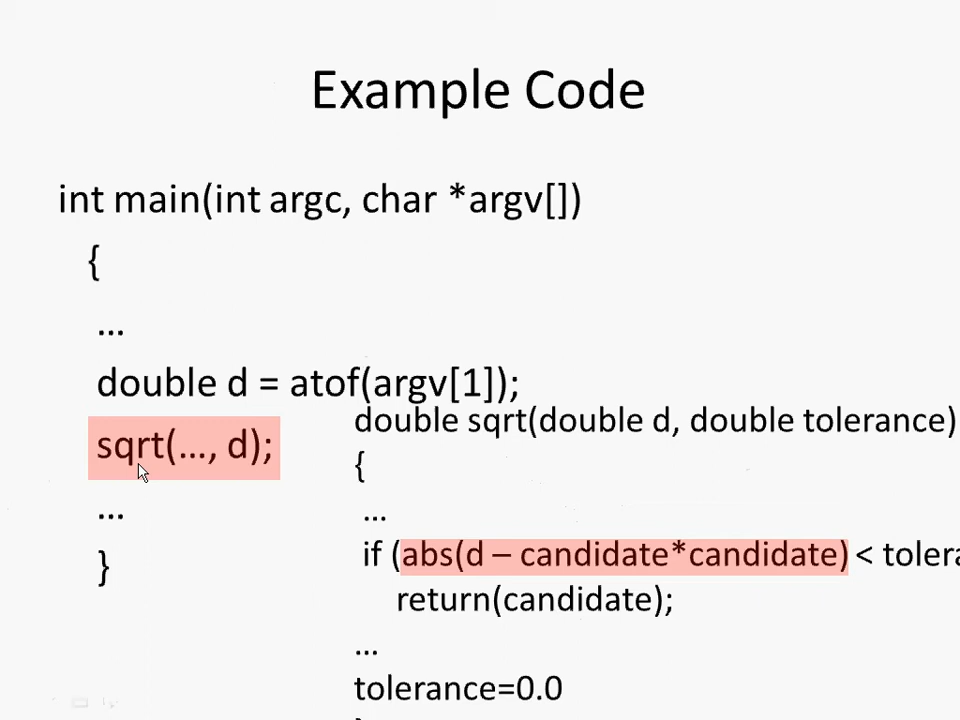 Example Code
int main(int argc, char *argv[])
{
…
double d = atof(argv[1]);
sqrt(…, d);
…
}
double sqrt(double d, double tolerance)
{
…
if (abs(d – candidate*candidate) < tolera
return(candidate);
…
tolerance=0.0